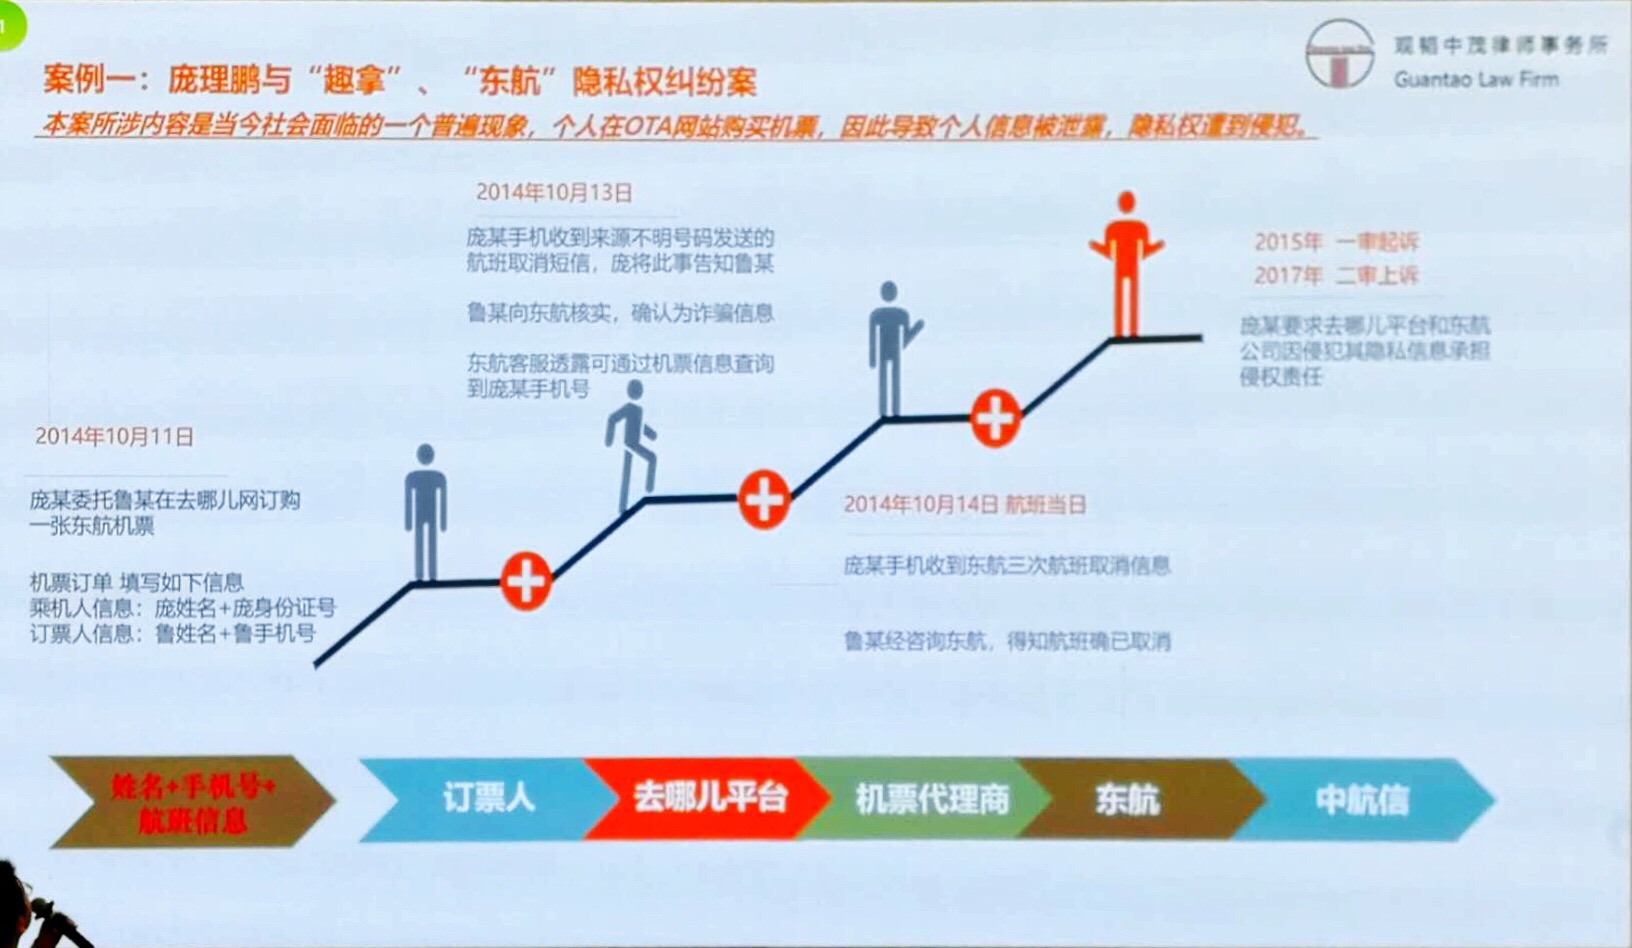 1
观韬中茂律师事务所
Guantao Law Firm
案例一：庞理鹏与“趣拿”、“东航”隐私权纠纷案
本案所涉内容是当今社会面临的一个普遍现象，个人在OTA网站购买机票，因此导致个人信息被泄露，隐私权遭到侵犯。
2014年10月11日
庞某委托鲁某在去哪儿网订购
一张东航机票
机票订单 填写如下信息
乘机人信息：庞姓名+庞身份证号
订票人信息：鲁姓名+鲁手机号
2014年10月13日
庞某手机收到来源不明号码发送的
航班取消短信，庞将此事告知鲁某
鲁某向东航核实，确认为诈骗信息
东航客服透露可通过机票信息查询
到庞某手机号
2014年10月14日 航班当日
庞某手机收到东航三次航班取消信息
鲁某经咨询东航，得知航班确已取消
2015年 一审起诉
2017年 二审上诉
庞某要求去哪儿平台和东航
公司因侵犯其隐私信息承担
侵权责任
姓名+手机号+
航班信息
订票人
去哪儿平台
机票代理商
东航
中航信